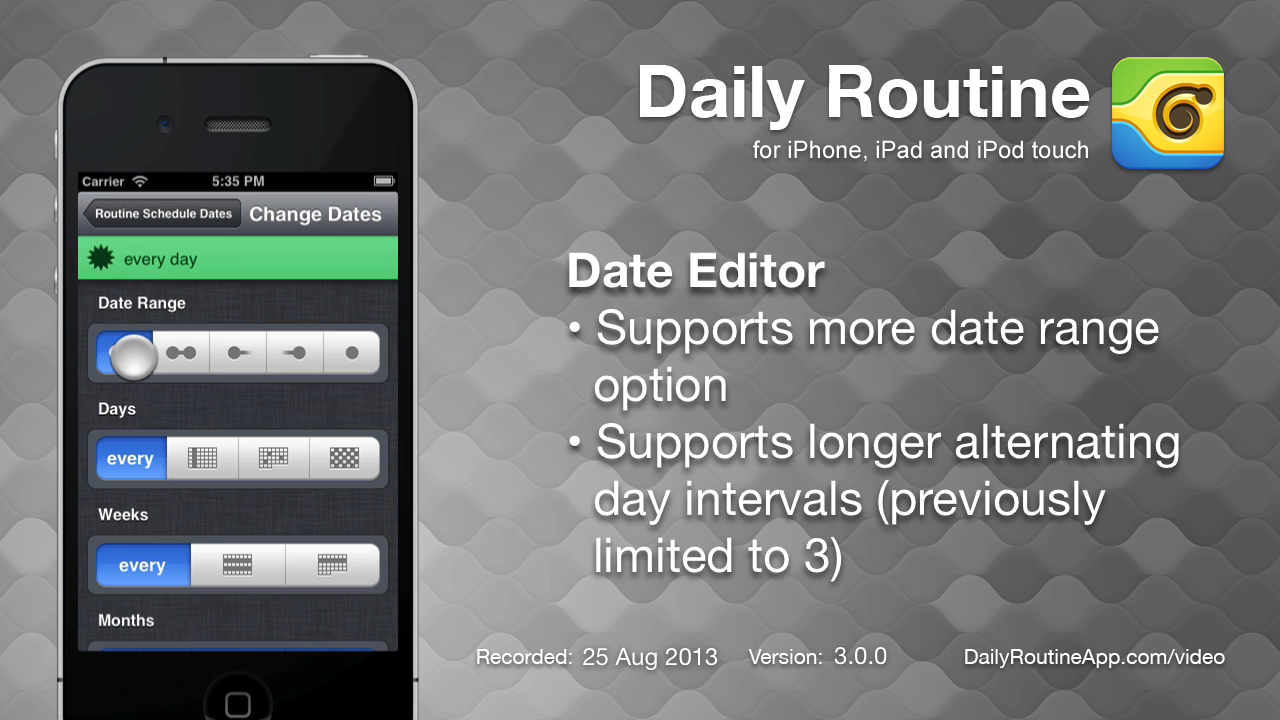 Daily Routine
for iPhone, iPad and iPod touch
Carrier
5:35 PM
Routine Schedule Dates
Change Dates
every day
Date Range
Days
every
Weeks
every
Months
Date Editor
• Supports more date range
option
• Supports longer alternating
day intervals (previously
limited to 3)
Recorded: 25 Aug 2013
Version: 3.0.0
DailyRoutineApp.com/video